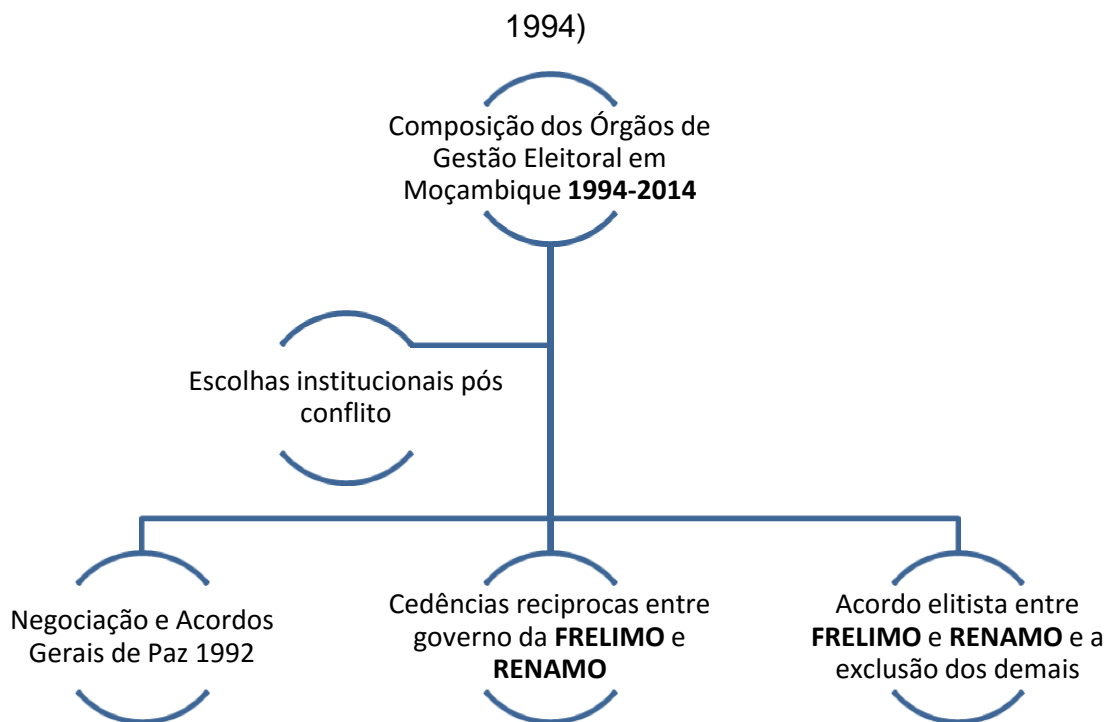 1994)
Composição dos Órgãos de
Gestão Eleitoral em
Moçambique 1994-2014
Escolhas institucionais pós
conflito
Negociação e Acordos
Gerais de Paz 1992
Cedências reciprocas entre
governo da FRELIMO e
RENAMO
Acordo elitista entre
FRELIMO e RENAMO e a
exclusão dos demais